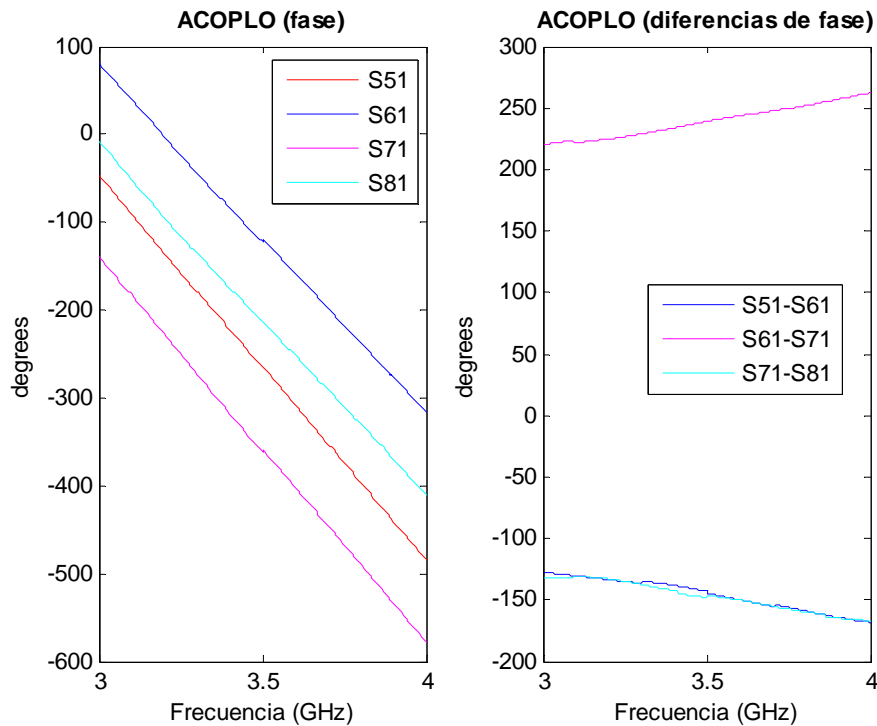 ACOPLO (fase)
100
0
-100
-200
-300
-400
-500
-600
degrees
3
3.5
4
Frecuencia (GHz)
S51
S61
S71
S81
ACOPLO (diferencias de fase)
300
250
200
150
100
50
0
-50
-100
-150
-200
degrees
3
3.5
4
Frecuencia (GHz)
S51-S61
S61-S71
S71-S81